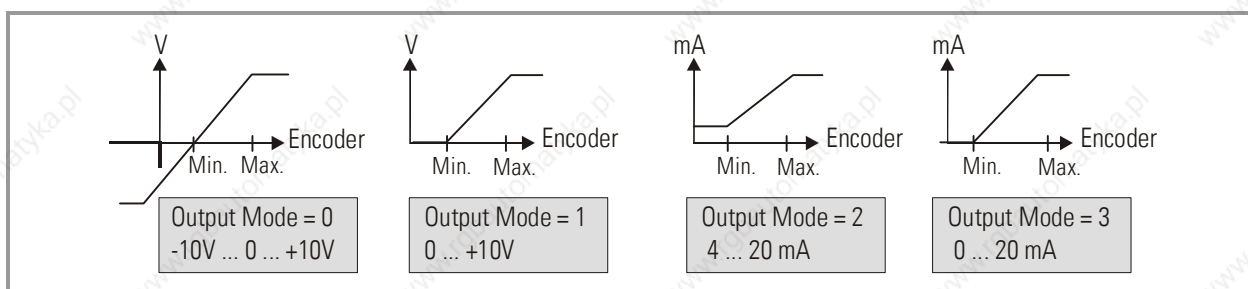 V
Encoder
Min. Max.
Output Mode = 0
-10V ... 0 ... +10V
V
Encoder
Min. Max.
Output Mode = 1
0 ... +10V
mA
Encoder
Min. Max.
Output Mode = 2
4 ... 20 mA
mA
Encoder
Min. Max.
Output Mode = 3
0 ... 20 mA